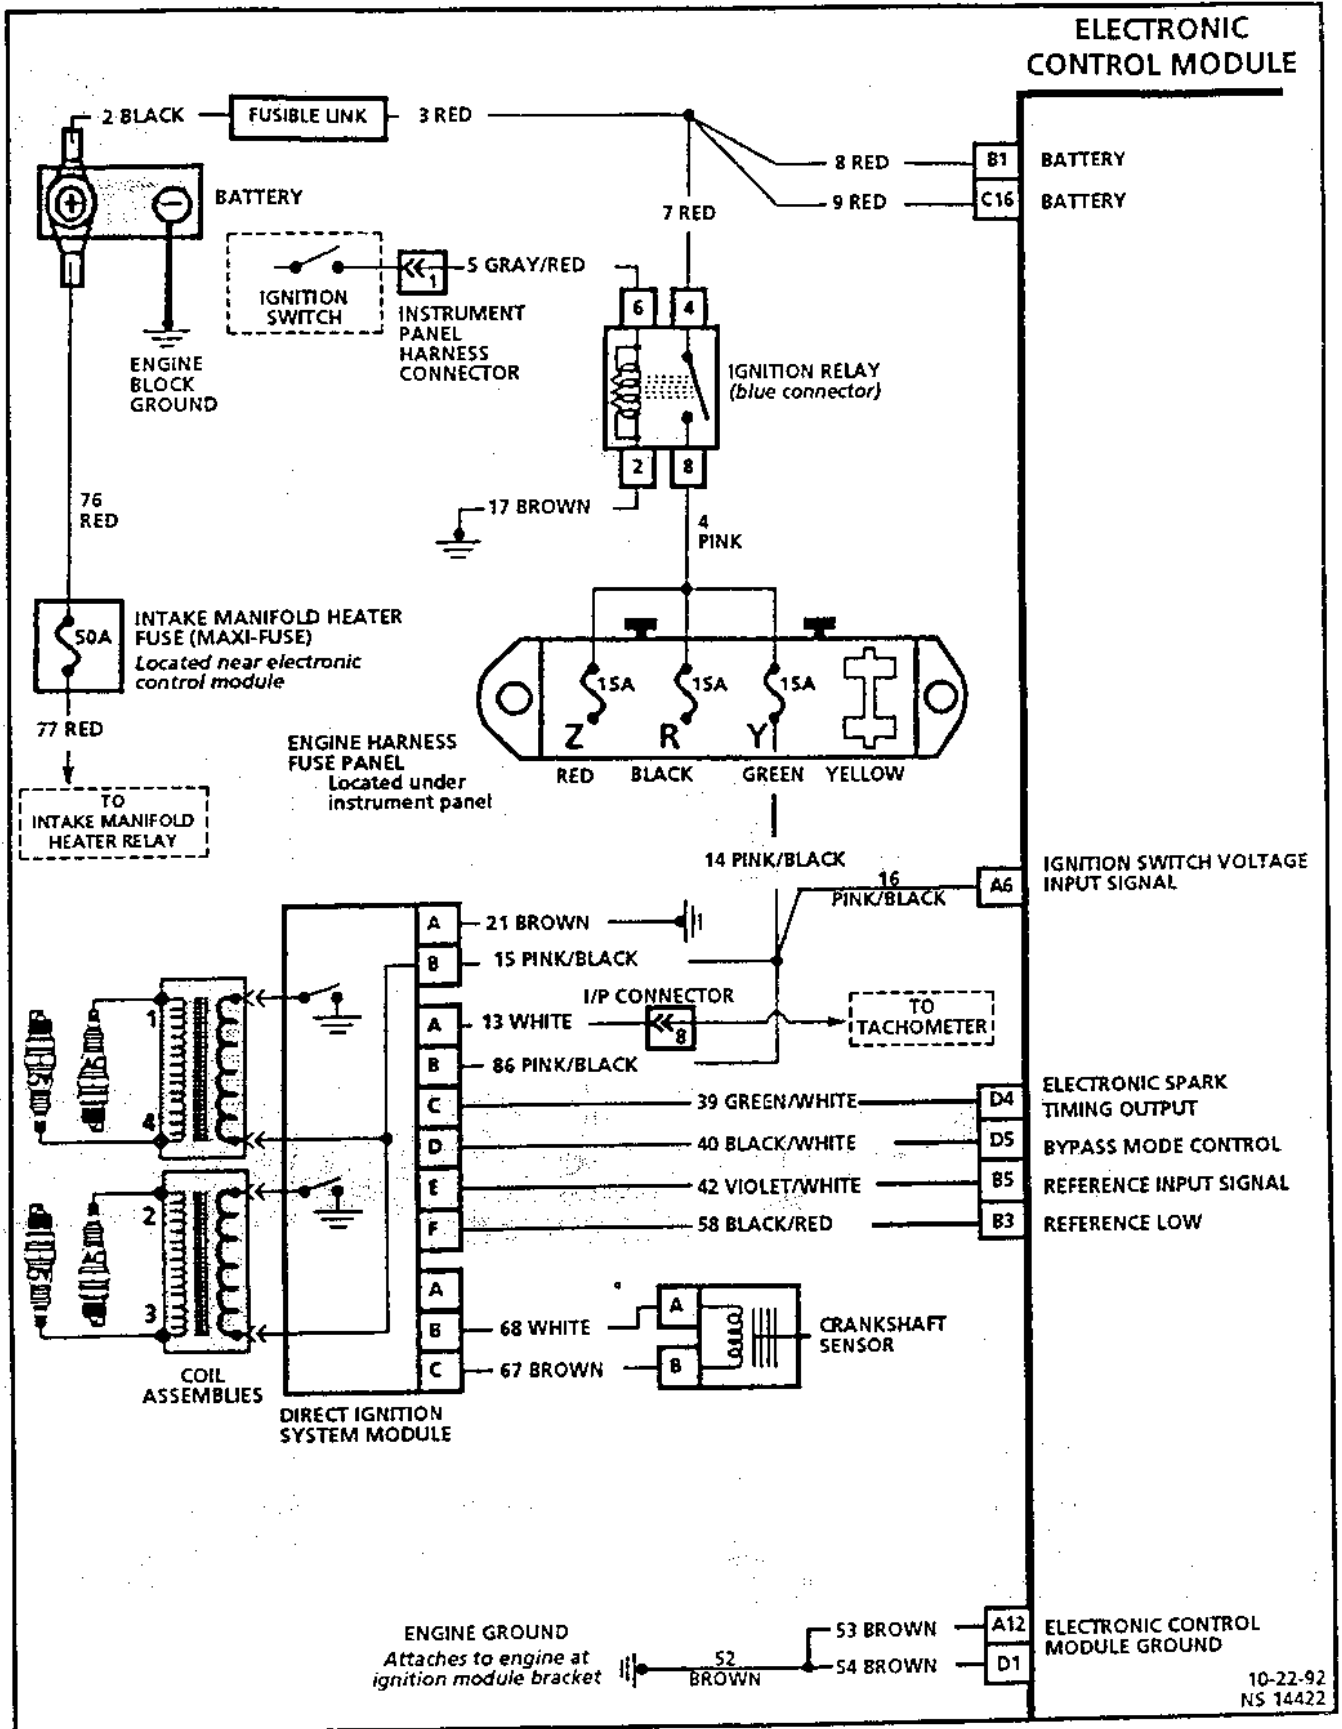 ELECTRONIC
CONTROL MODULE
2 BLACK
FUSIBLE LINK
3 RED
8 RED
B1
BATTERY
9 RED
C16
BATTERY
BATTERY
7 RED
5 GRAY/RED
1
IGNITION
SWITCH
INSTRUMENT
PANEL
HARNESS
CONNECTOR
6
4
ENGINE
BLOCK
GROUND
IGNITION RELAY
(blue connector)
2
8
17 BROWN
4
PINK
76
RED
50A
INTAKE MANIFOLD HEATER
FUSE (MAXI-FUSE)
Located near electronic
control module
77 RED
TO
INTAKE MANIFOLD
HEATER RELAY
15A
15A
15A
Z
R
Y
RED
BLACK
GREEN
YELLOW
ENGINE HARNESS
FUSE PANEL
Located under
instrument panel
14 PINK/BLACK
16
PINK/BLACK
A6
IGNITION SWITCH VOLTAGE
INPUT SIGNAL
A
21 BROWN
B
15 PINK/BLACK
I/P CONNECTOR
A
13 WHITE
8
TO
TACHOMETER
B
86 PINK/BLACK
C
39 GREEN/WHITE
D4
ELECTRONIC SPARK
TIMING OUTPUT
D
40 BLACK/WHITE
D5
BYPASS MODE CONTROL
E
42 VIOLET/WHITE
B5
REFERENCE INPUT SIGNAL
F
58 BLACK/RED
B3
REFERENCE LOW
1
4
2
3
A
B
68 WHITE
A
C
67 BROWN
B
CRANKSHAFT
SENSOR
COIL
ASSEMBLIES
DIRECT IGNITION
SYSTEM MODULE
ENGINE GROUND
Attaches to engine at
ignition module bracket
52
BROWN
53 BROWN
A12
54 BROWN
D1
ELECTRONIC CONTROL
MODULE GROUND
10-22-92
NS 14422